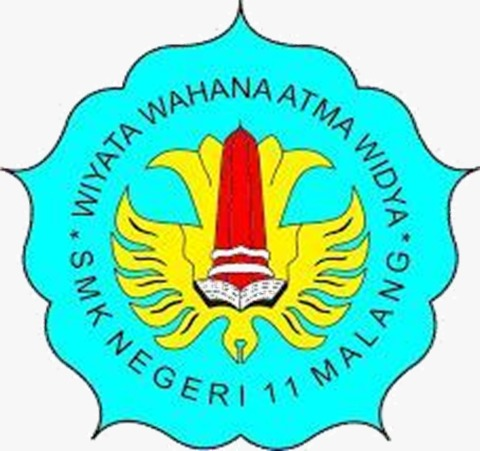 WIYATA WAHANA ATMA WIDYA
* SMK NEGERI 11 MALANG *